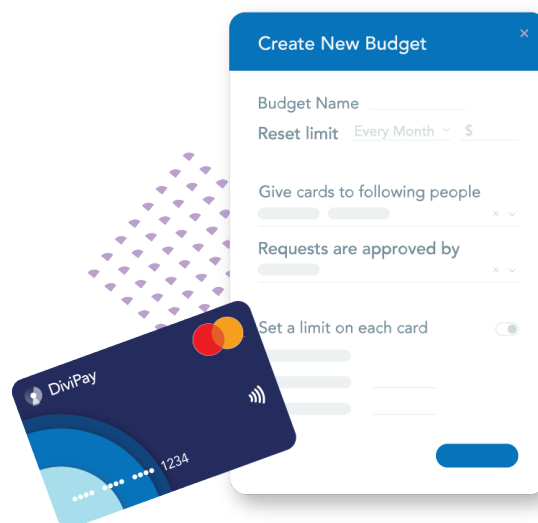 Create New Budget ×
Budget Name
Reset limit Every Month $
Give cards to following people
×
Requests are approved by
×
Set a limit on each card
DiviPay
•••• •••• •••• 1234